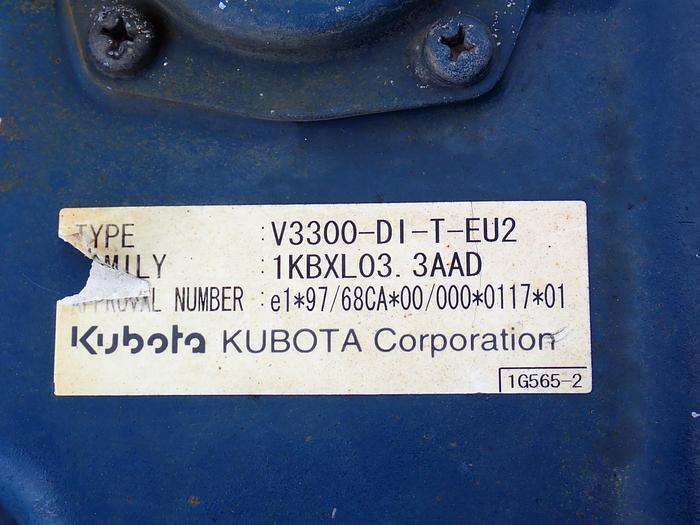 TYPE : V3300-DI-T-EU2
FAMILY : 1KBXL03.3AAD
APPROVAL NUMBER : e1*97/68CA*00/000*0117*01
Kubota KUBOTA Corporation
1G565-2